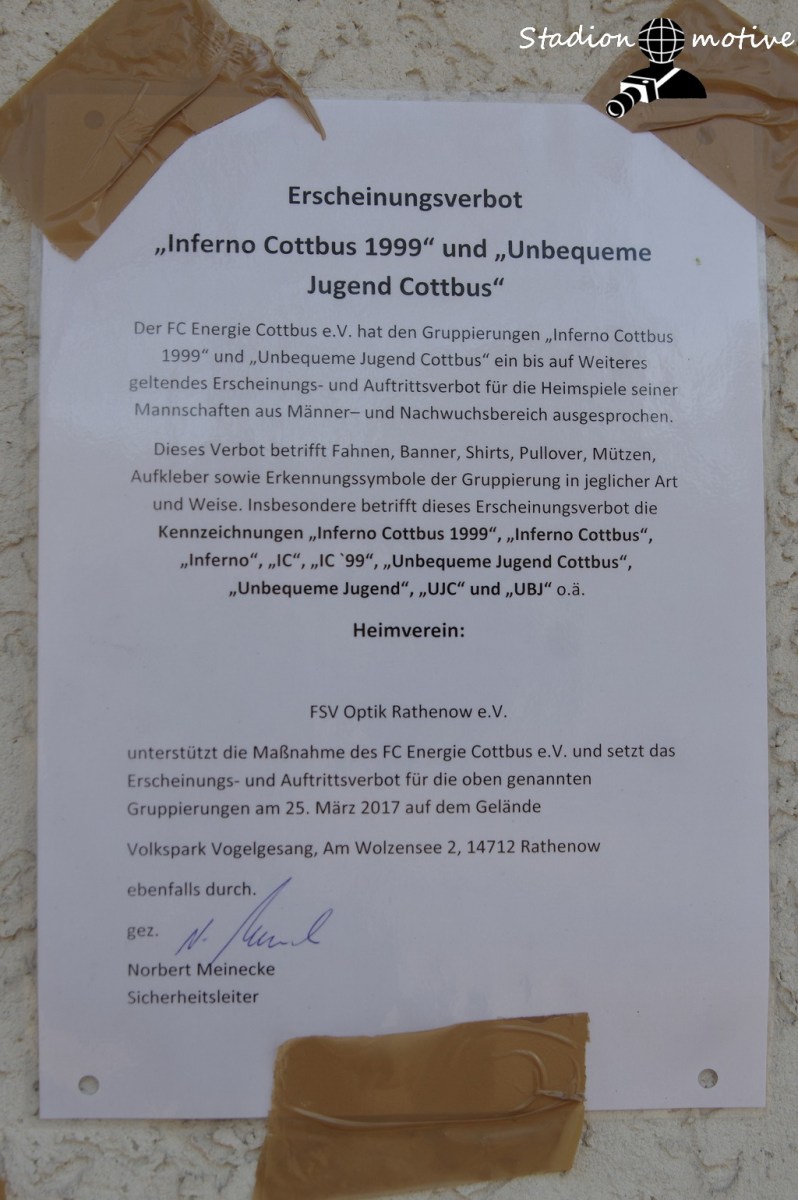 Stadion motive
Erscheinungsverbot
„Inferno Cottbus 1999“ und „Unbequeme
Jugend Cottbus“
Der FC Energie Cottbus e.V. hat den Gruppierungen „Inferno Cottbus
1999“ und „Unbequeme Jugend Cottbus“ ein bis auf Weiteres
geltendes Erscheinungs- und Auftrittsverbot für die Heimspiele seiner
Mannschaften aus Männer– und Nachwuchsbereich ausgesprochen.
Dieses Verbot betrifft Fahnen, Banner, Shirts, Pullover, Mützen,
Aufkleber sowie Erkennungssymbole der Gruppierung in jeglicher Art
und Weise. Insbesondere betrifft dieses Erscheinungsverbot die
Kennzeichnungen „Inferno Cottbus 1999“, „Inferno Cottbus“,
„Inferno“, „IC“, „IC `99“, „Unbequeme Jugend Cottbus“,
„Unbequeme Jugend“, „UJC“ und „UBJ“ o.ä.
Heimverein:
FSV Optik Rathenow e.V.
unterstützt die Maßnahme des FC Energie Cottbus e.V. und setzt das
Erscheinungs- und Auftrittsverbot für die oben genannten
Gruppierungen am 25. März 2017 auf dem Gelände
Volkspark Vogelgesang, Am Wolzensee 2, 14712 Rathenow
ebenfalls durch.
gez.
Norbert Meinecke
Sicherheitsleiter